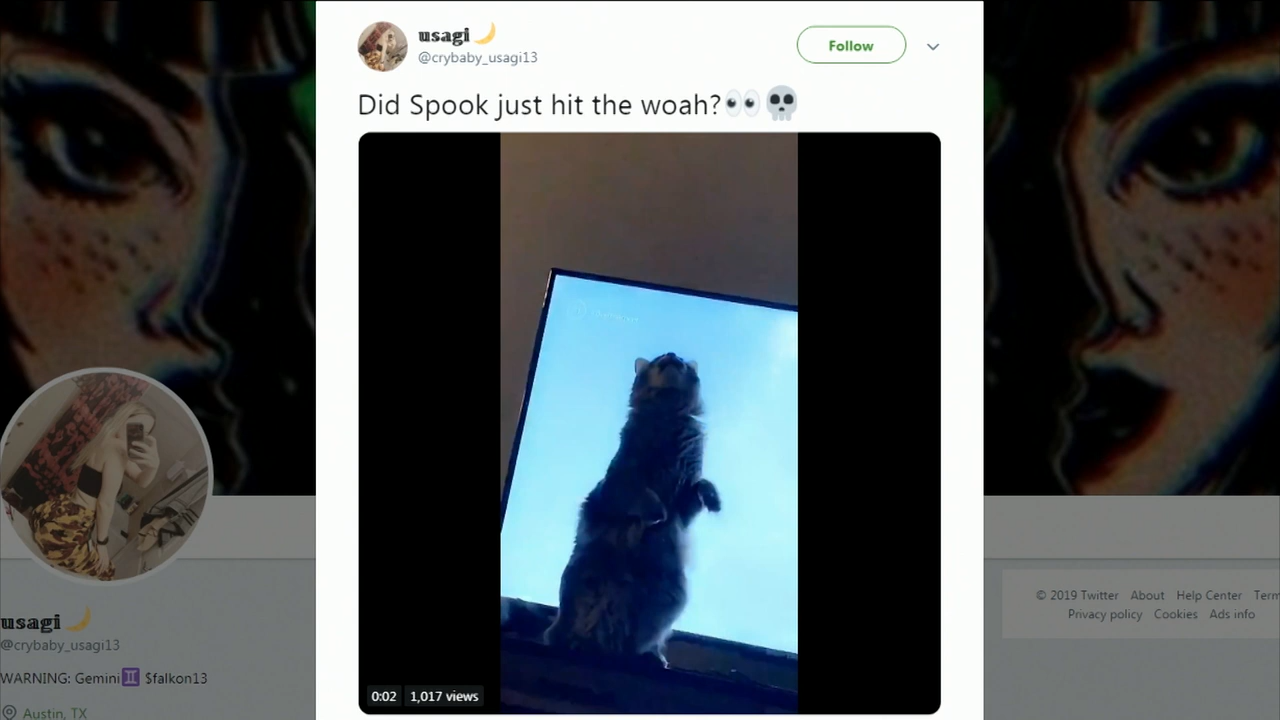 usagi🌙
@crybaby_usagi13
Follow
Did Spook just hit the woah?👀💀
0:02
1,017 views
usagi🌙
@crybaby_usagi13
WARNING: Gemini♊ $falkon13
Austin, TX
© 2019 Twitter About Help Center Term
Privacy policy Cookies Ads info